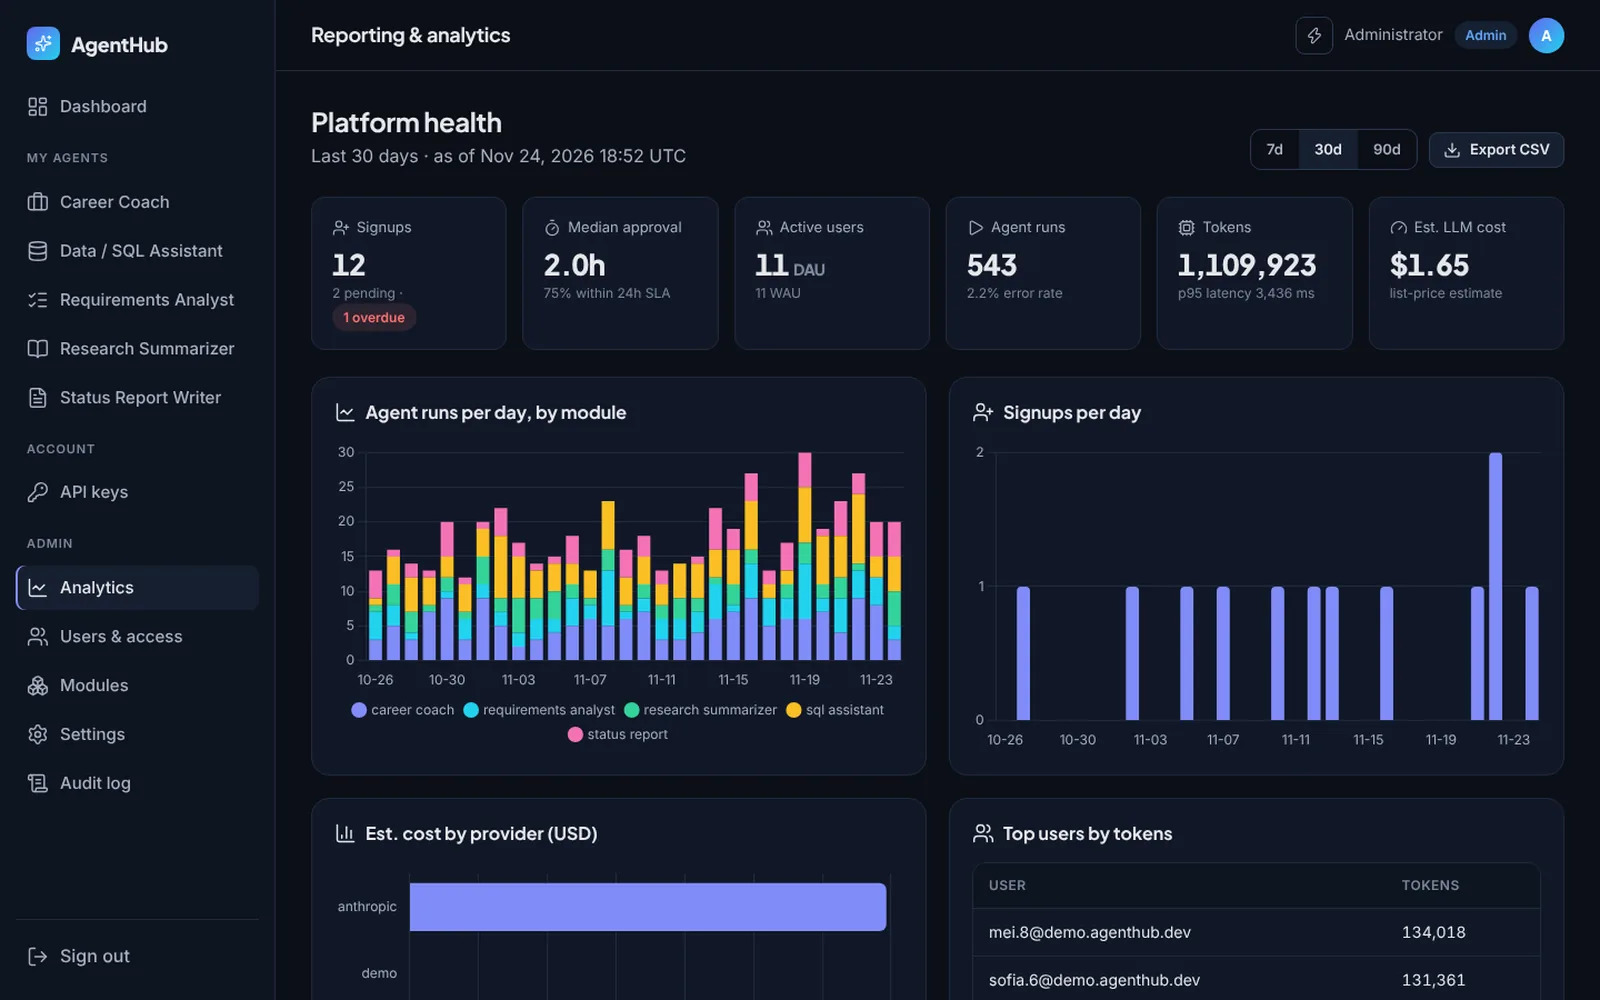 AgentHub
Dashboard
MY AGENTS
Career Coach
Data / SQL Assistant
Requirements Analyst
Research Summarizer
Status Report Writer
ACCOUNT
API keys
ADMIN
Analytics
Users & access
Modules
Settings
Audit log
Sign out
Reporting & analytics
Administrator
Admin
A
Platform health
Last 30 days · as of Nov 24, 2026 18:52 UTC
7d
30d
90d
Export CSV
Signups
12
2 pending ·
1 overdue
Median approval
2.0h
75% within 24h SLA
Active users
11 DAU
11 WAU
Agent runs
543
2.2% error rate
Tokens
1,109,923
p95 latency 3,436 ms
Est. LLM cost
$1.65
list-price estimate
Agent runs per day, by module
30
25
20
15
10
5
0
10-26 10-30 11-03 11-07 11-11 11-15 11-19 11-23
career coach requirements analyst research summarizer sql assistant
status report
Signups per day
2
1
0
10-26 10-30 11-03 11-07 11-11 11-15 11-19 11-23
Est. cost by provider (USD)
anthropic
demo
Top users by tokens
USER TOKENS
mei.8@demo.agenthub.dev 134,018
sofia.6@demo.agenthub.dev 131,361